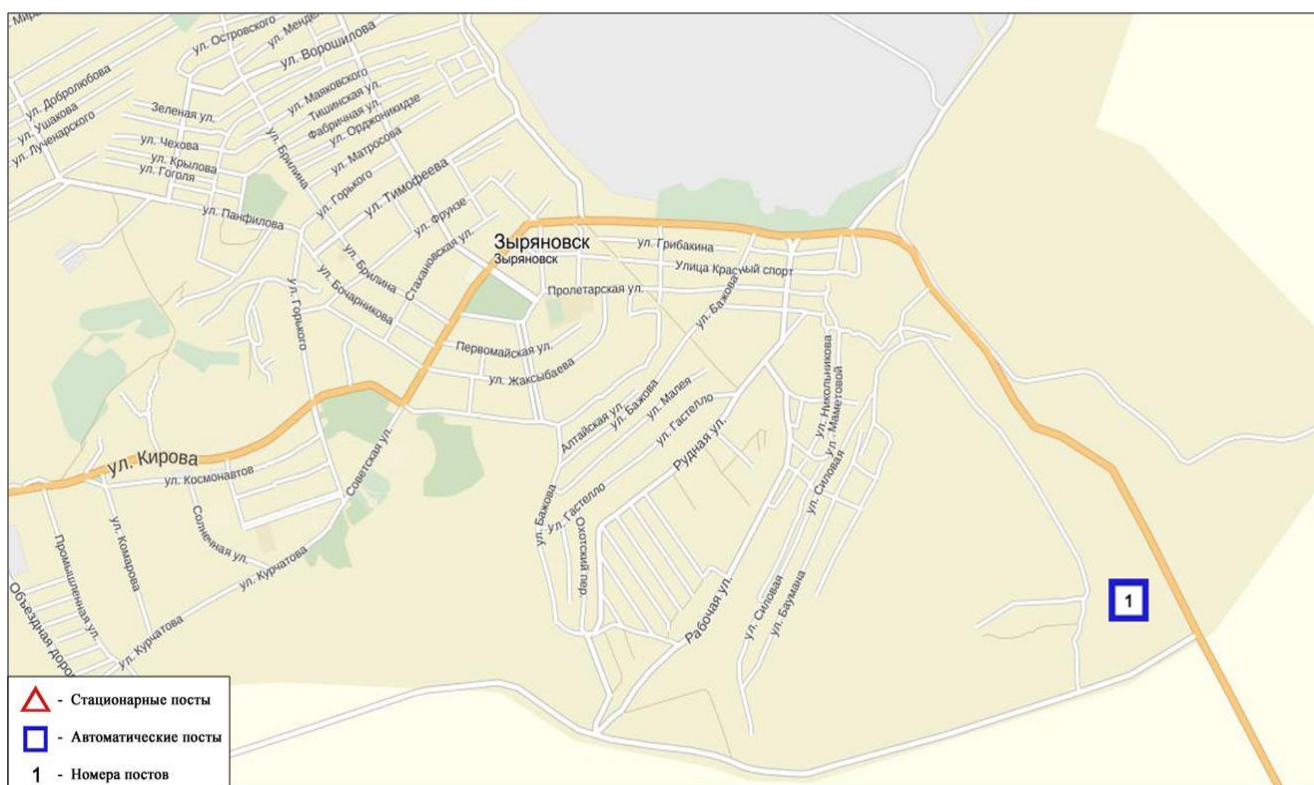 ул. Островского
ул. Ворошилова
ул. Добролюбова
ул. Ушакова
ул. Лученарского
Зеленая ул.
ул. Маяковского
Тишинская ул.
Фабричная ул.
ул. Орджоникидзе
ул. Чехова
ул. Крылова
ул. Гоголя
ул. Брилина
ул. Матросова
ул. Горького
ул. Тимофеева
ул. Панфилова
ул. Фрунзе
Стахановская ул.
Зыряновск
Зыряновск
ул. Грибакина
Улица Красный спорт
Пролетарская ул.
ул. Брилина
ул. Бочарникова
ул. Горького
ул. Бажова
Первомайская ул.
ул. Жаксыбаева
ул. Никольникова
ул. Маметовой
Алтайская ул.
ул. Бажова
ул. Малея
ул. Гастелло
Рудная ул.
ул. Кирова
ул. Космонавтов
Советская ул.
ул. Силовая
ул. Бажова
ул. Гастелло
Охотский пер.
Солнечная ул.
ул. Комарова
Промышленная ул.
ул. Курчатова
ул. Курчатова
Рабочая ул.
ул. Силовая
ул. Баумана
Объездная дорог
1
- Стационарные посты
- Автоматические посты
1 - Номера постов